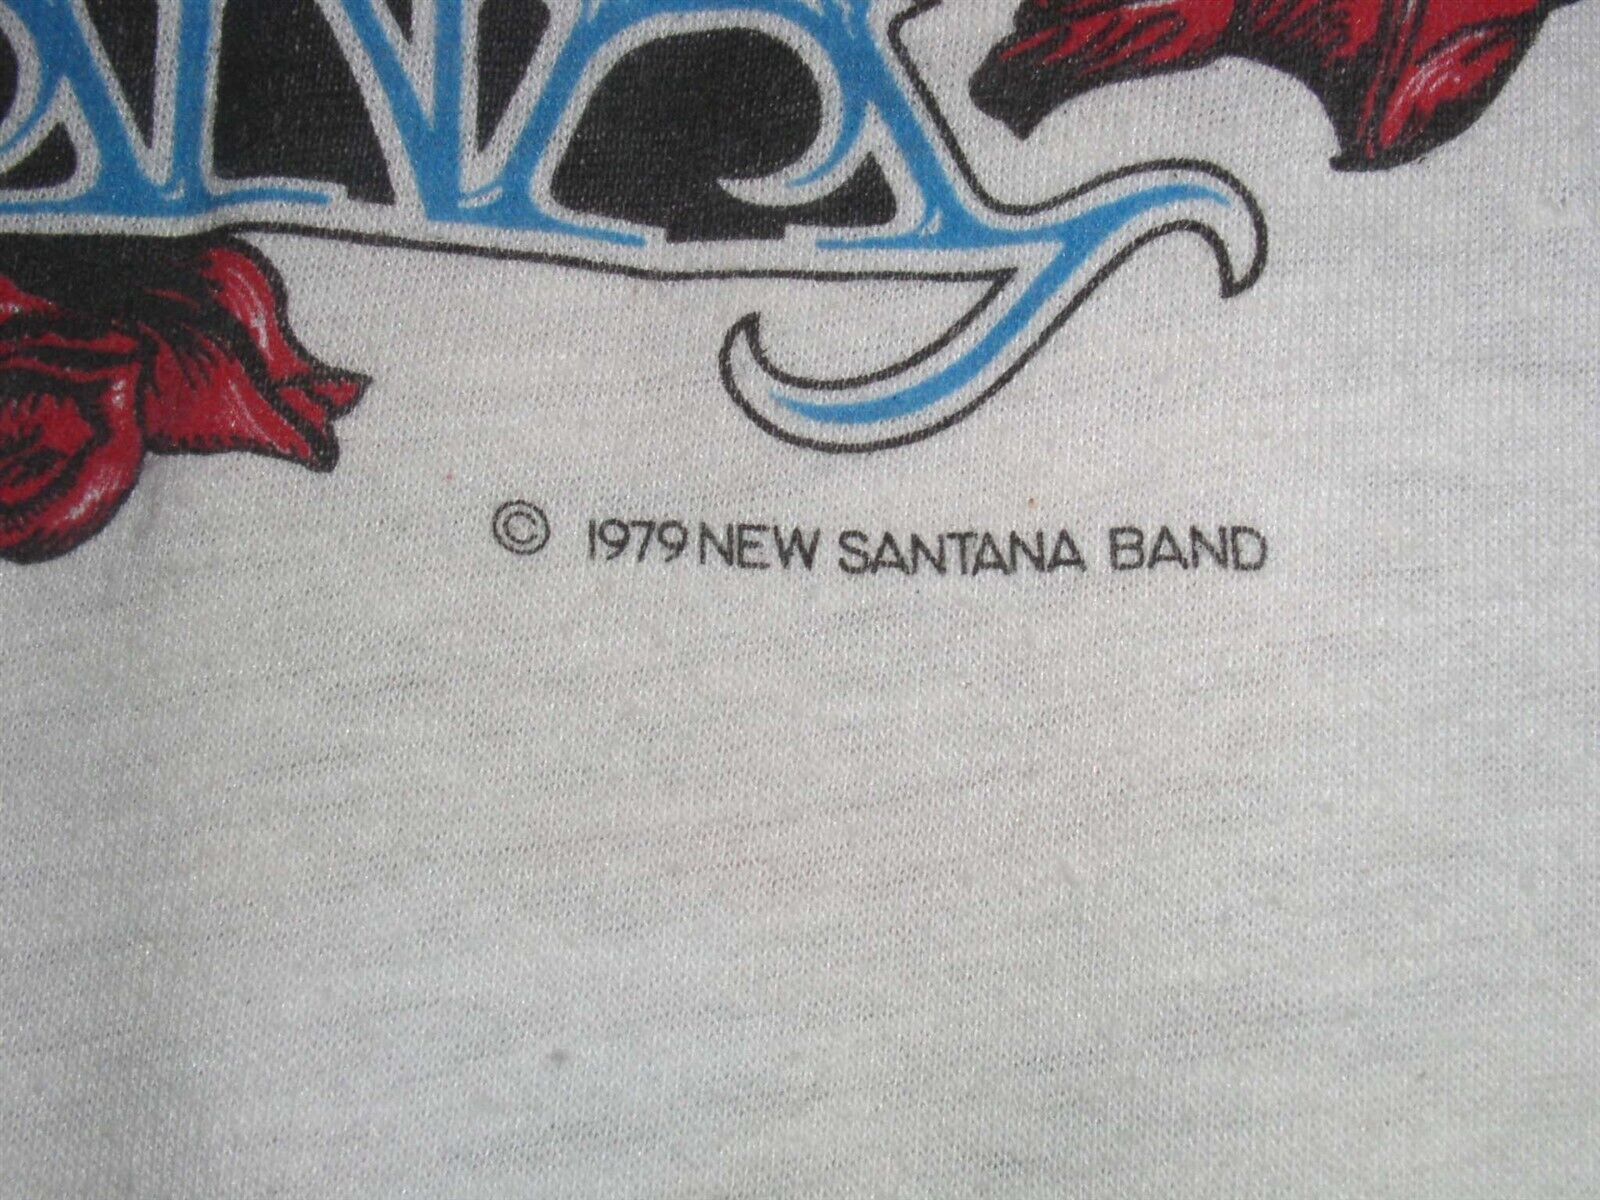 © 1979 NEW SANTANA BAND